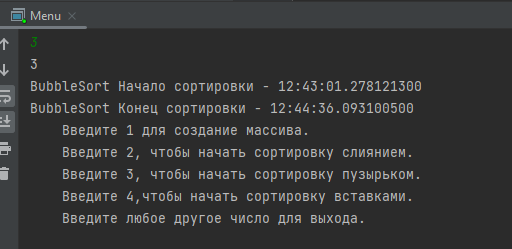 Menu
3
3
BubbleSort Начало сортировки - 12:43:01.278121300
BubbleSort Конец сортировки - 12:44:36.093100500
Введите 1 для создание массива.
Введите 2, чтобы начать сортировку слиянием.
Введите 3, чтобы начать сортировку пузырьком.
Введите 4,чтобы начать сортировку вставками.
Введите любое другое число для выхода.